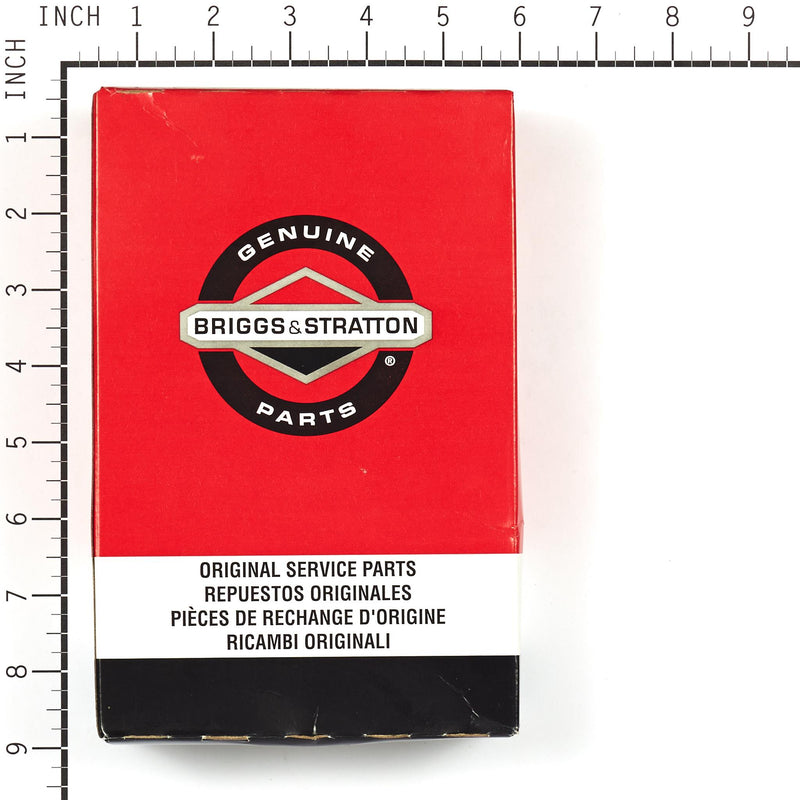 INCH 1 2 3 4 5 6 7 8 9
INCH
1
2
3
4
5
6
7
8
9
GENUINE
BRIGGS & STRATTON
®
PARTS
ORIGINAL SERVICE PARTS
REPUESTOS ORIGINALES
PIÈCES DE RECHANGE D'ORIGINE
RICAMBI ORIGINALI